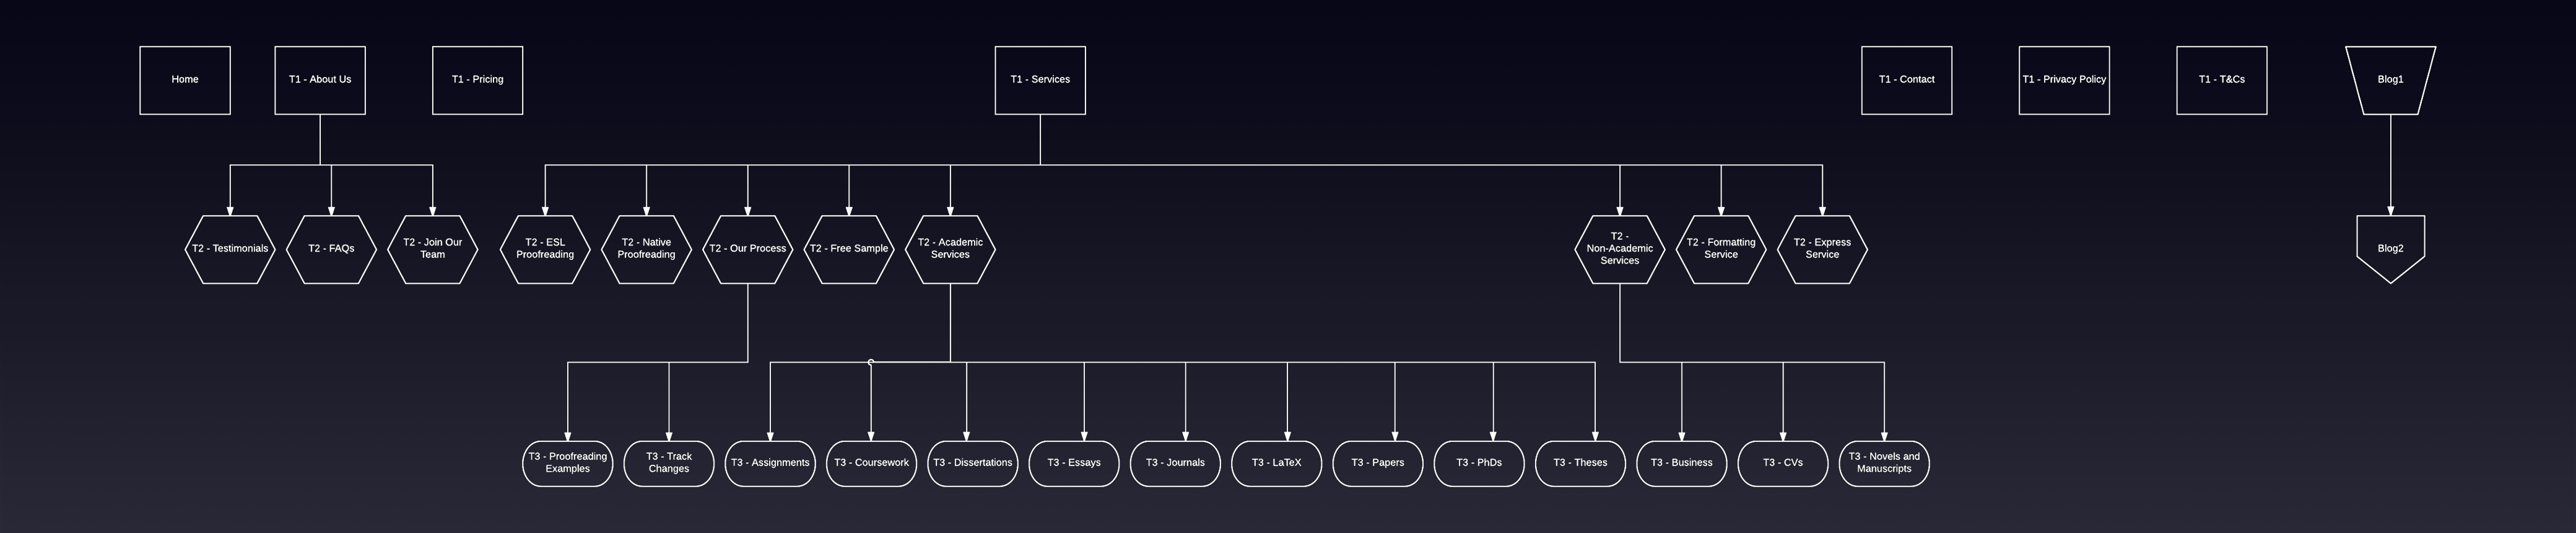 Home
T1 - About Us
T1 - Pricing
T1 - Services
T1 - Contact
T1 - Privacy Policy
T1 - T&Cs
Blog1
T2 - Testimonials
T2 - FAQs
T2 - Join Our
Team
T2 - ESL
Proofreading
T2 - Native
Proofreading
T2 - Our Process
T2 - Free Sample
T2 - Academic
Services
T2 -
Non-Academic
Services
T2 - Formatting
Service
T2 - Express
Service
Blog2
T3 - Proofreading
Examples
T3 - Track
Changes
T3 - Assignments
T3 - Coursework
T3 - Dissertations
T3 - Essays
T3 - Journals
T3 - LaTeX
T3 - Papers
T3 - PhDs
T3 - Theses
T3 - Business
T3 - CVs
T3 - Novels and
Manuscripts